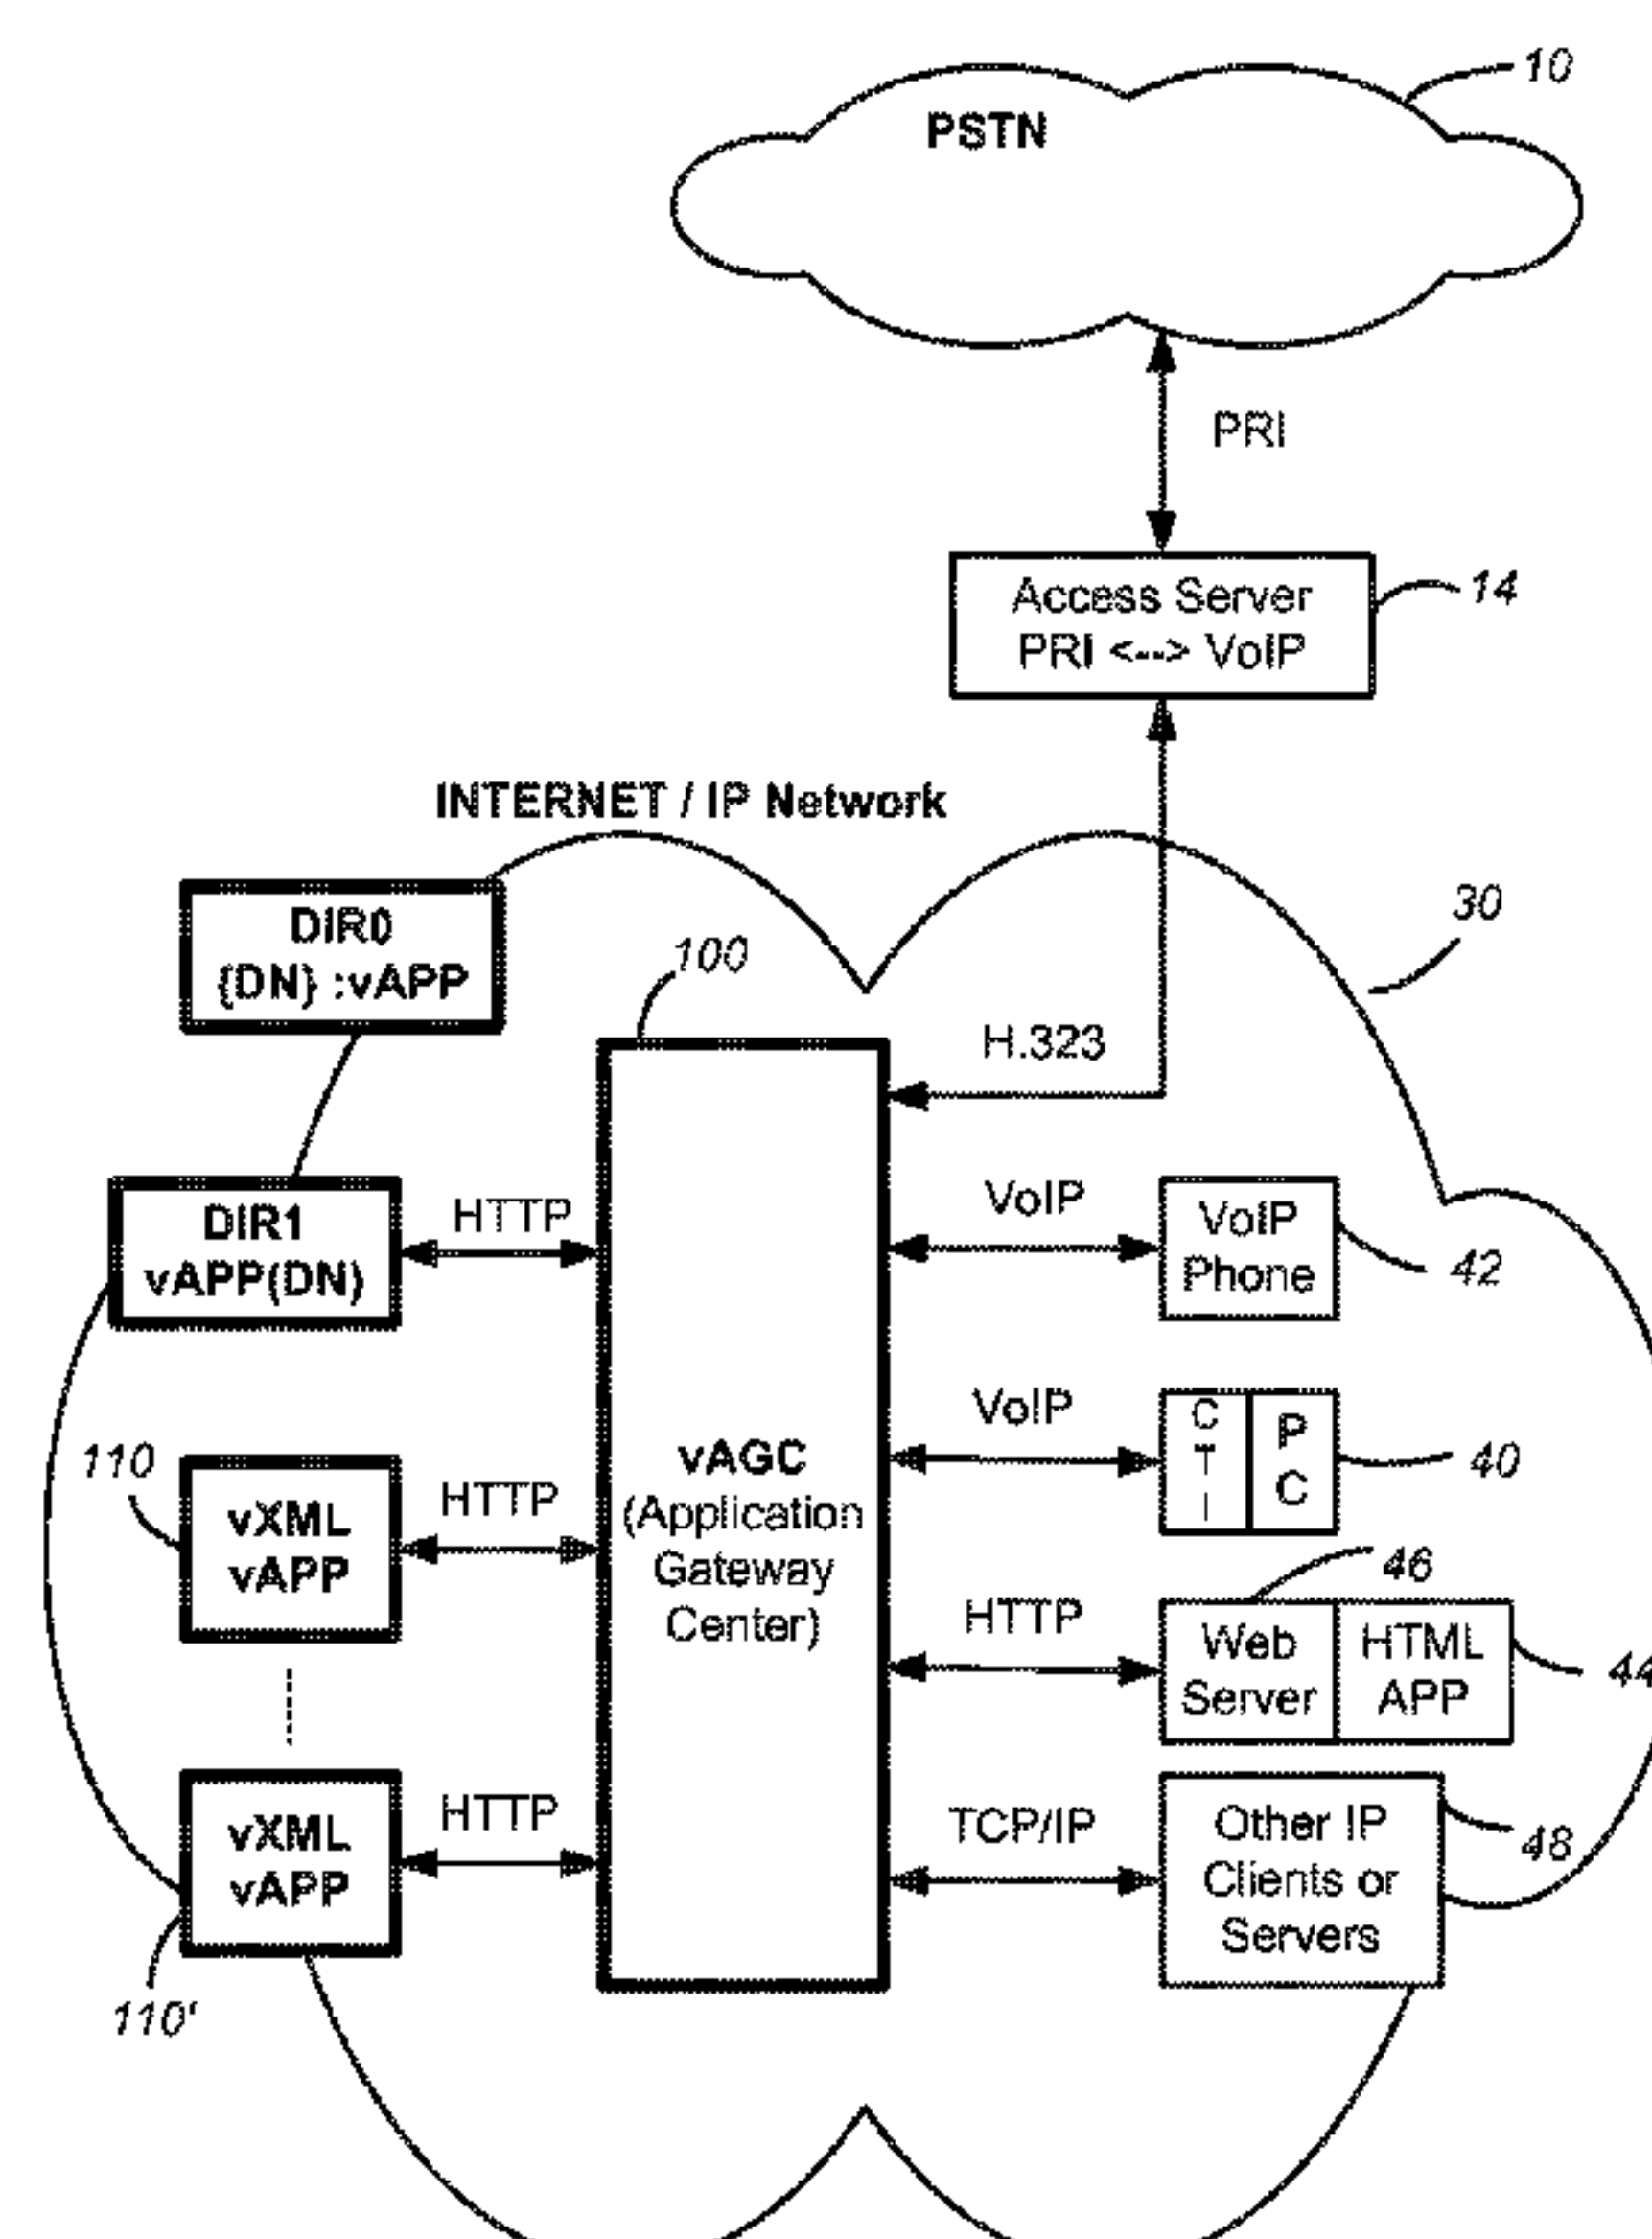 10
PSTN
PRI
Access Server
PRI <--> VoIP
14
INTERNET / IP Network
30
DIR0
{DN} :vAPP
100
H.323
DIR1
vAPP(DN)
HTTP
VoIP
VoIP
Phone
42
VoIP
C
T
I
P
C
40
110
vXML
vAPP
HTTP
vAGC
(Application
Gateway
Center)
HTTP
46
Web
Server
HTML
APP
44
vXML
vAPP
HTTP
TCP/IP
Other IP
Clients or
Servers
48
110'